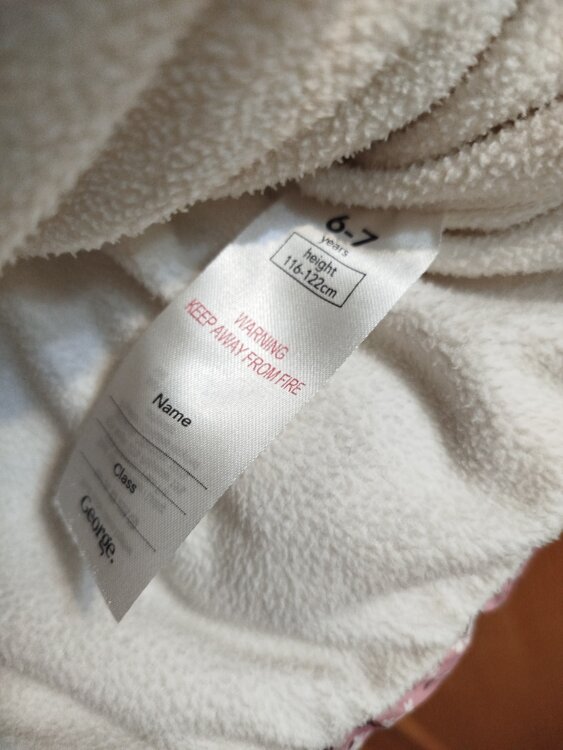 6-7
years
height
116-122cm
WARNING
KEEP AWAY FROM FIRE
Name
Class
George.